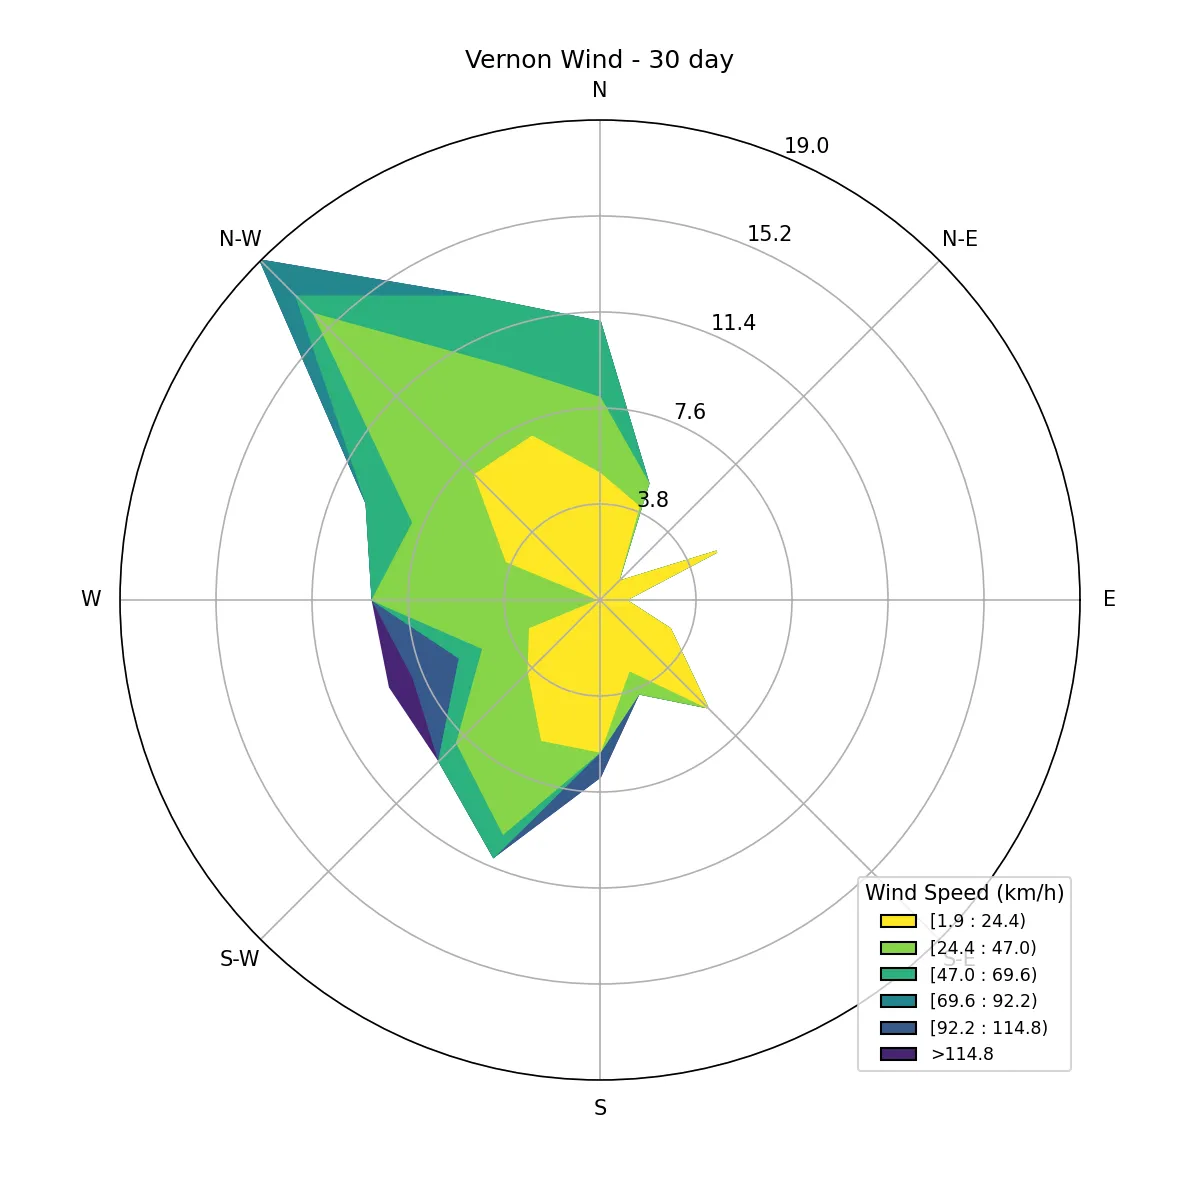 Vernon Wind - 30 day
N
19.0
15.2
N-W
N-E
11.4
7.6
3.8
W
E
Wind Speed (km/h)
[1.9 : 24.4)
[24.4 : 47.0)
S-W
S-E
[47.0 : 69.6)
[69.6 : 92.2)
[92.2 : 114.8)
>114.8
S